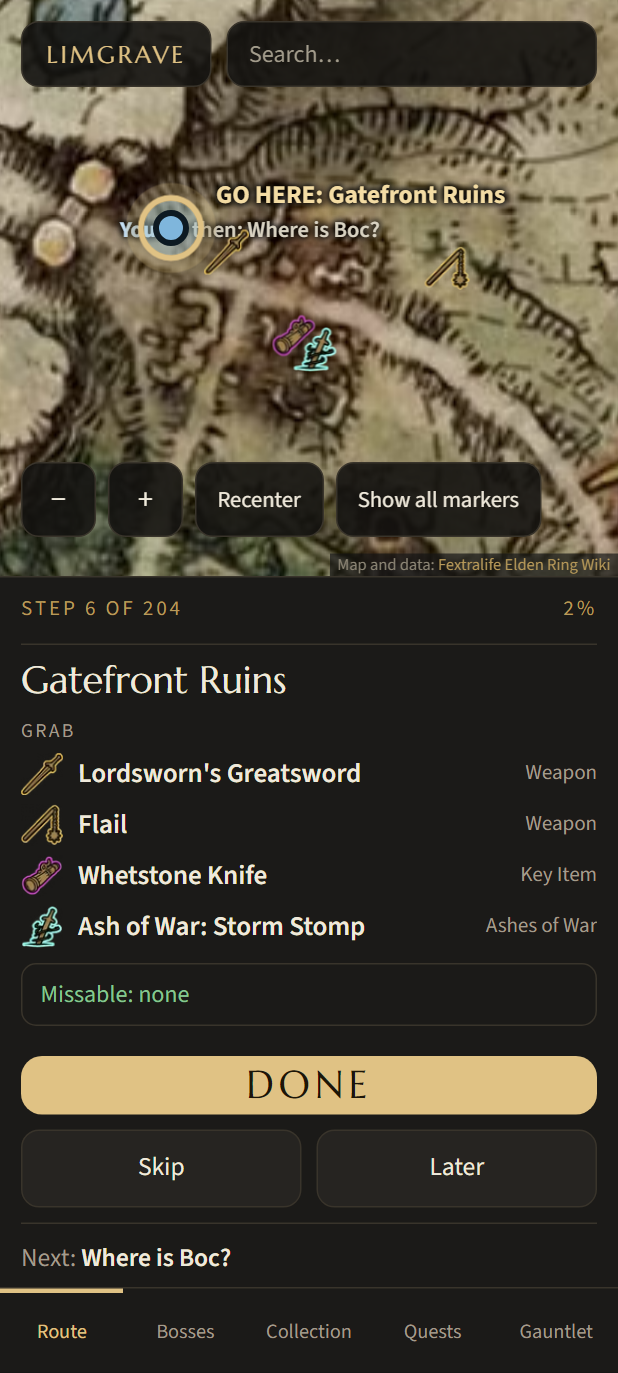 LIMGRAVE
Search…
GO HERE: Gatefront Ruins
You
then: Where is Boc?
−
+
Recenter
Show all markers
Map and data: Fextralife Elden Ring Wiki
STEP 6 OF 204
2%
Gatefront Ruins
GRAB
Lordsworn's Greatsword
Weapon
Flail
Weapon
Whetstone Knife
Key Item
Ash of War: Storm Stomp
Ashes of War
Missable: none
DONE
Skip
Later
Next: Where is Boc?
Route
Bosses
Collection
Quests
Gauntlet